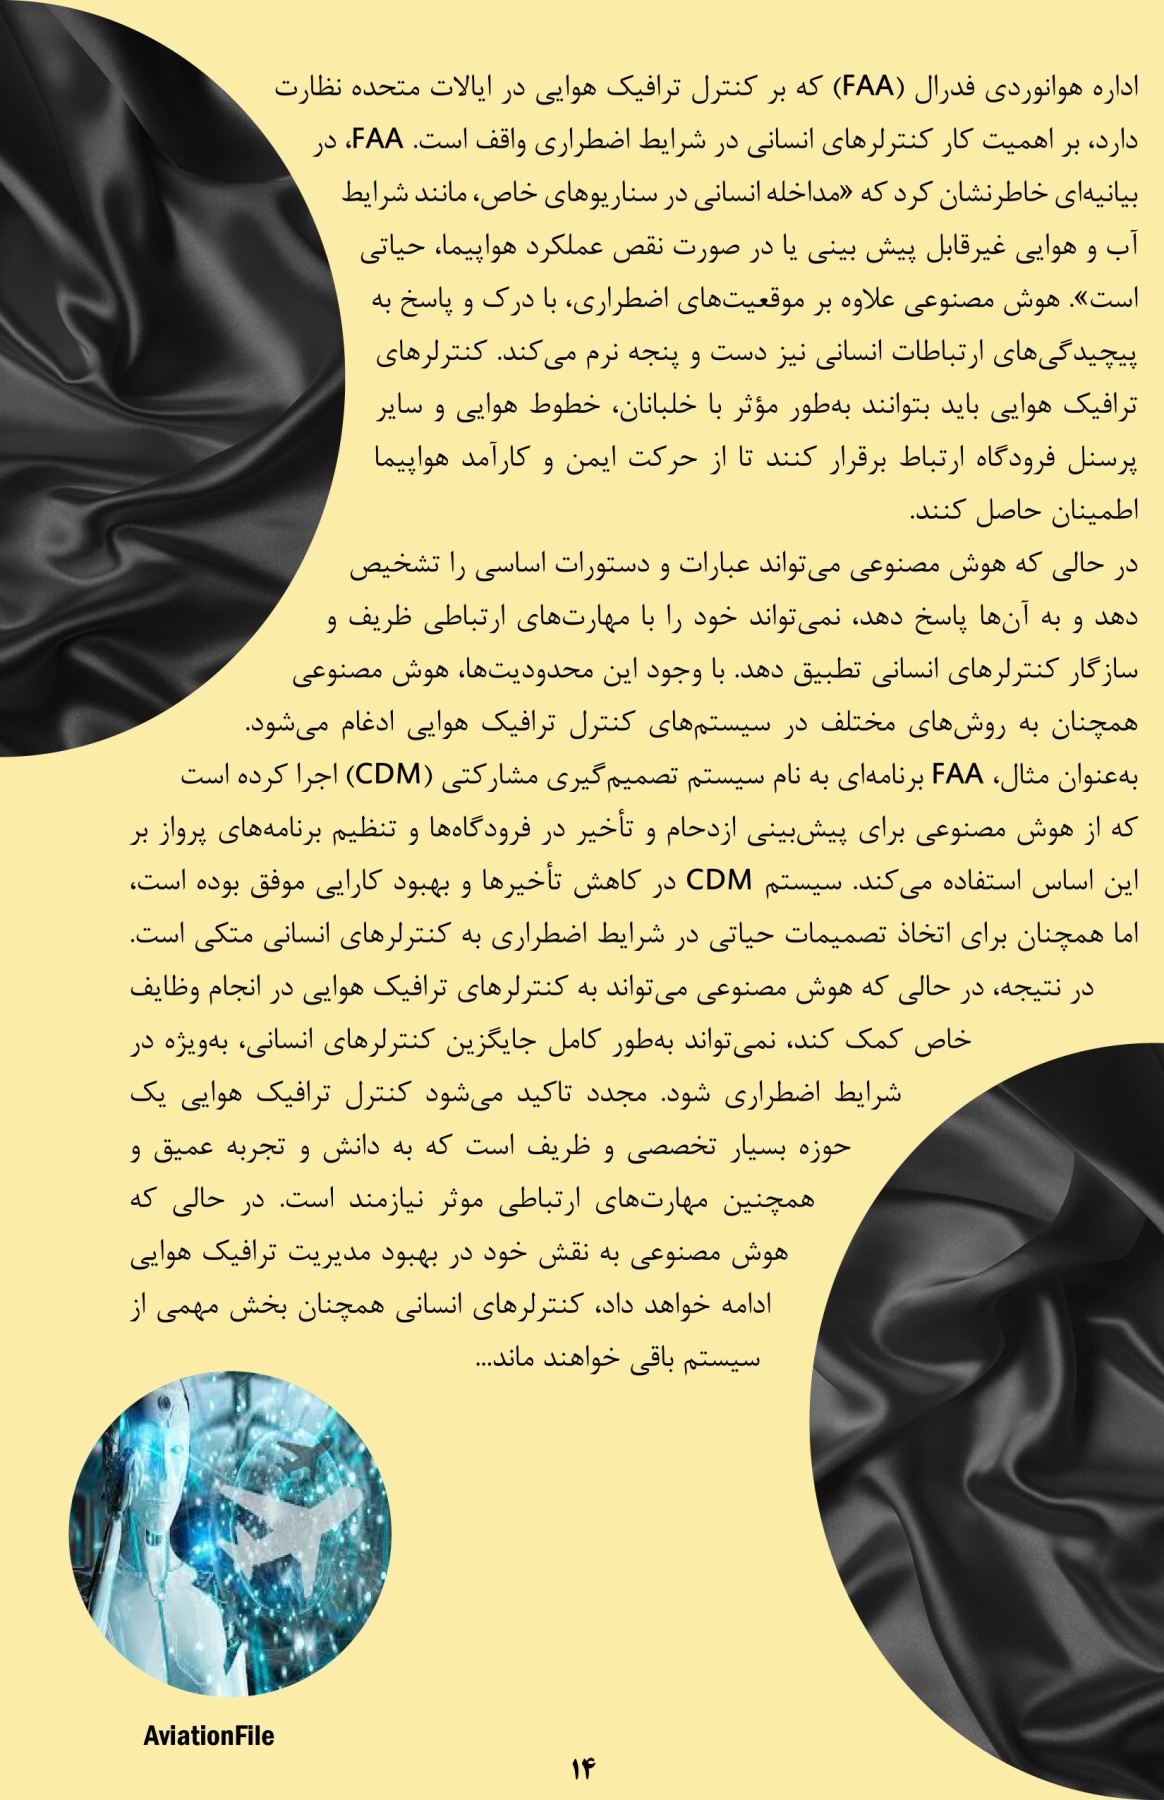 اداره هوانوردی فدرال (FAA) که بر کنترل ترافیک هوایی در ایالات متحده نظارت
دارد، بر اهمیت کار کنترلرهای انسانی در شرایط اضطراری واقف است. FAA، در
بیانیه‌ای خاطرنشان کرد که «مداخله انسانی در سناریوهای خاص، مانند شرایط
آب و هوایی غیرقابل پیش بینی یا در صورت نقص عملکرد هواپیما، حیاتی
است». هوش مصنوعی علاوه بر موقعیت‌های اضطراری، با درک و پاسخ به
پیچیدگی‌های ارتباطات انسانی نیز دست و پنجه نرم می‌کند. کنترلرهای
ترافیک هوایی باید بتوانند به‌طور مؤثر با خلبانان، خطوط هوایی و سایر
پرسنل فرودگاه ارتباط برقرار کنند تا از حرکت ایمن و کارآمد هواپیما
اطمینان حاصل کنند.
در حالی که هوش مصنوعی می‌تواند عبارات و دستورات اساسی را تشخیص
دهد و به آن‌ها پاسخ دهد، نمی‌تواند خود را با مهارت‌های ارتباطی ظریف و
سازگار کنترلرهای انسانی تطبیق دهد. با وجود این محدودیت‌ها، هوش مصنوعی
همچنان به روش‌های مختلف در سیستم‌های کنترل ترافیک هوایی ادغام می‌شود.
به‌عنوان مثال، FAA برنامه‌ای به نام سیستم تصمیم‌گیری مشارکتی (CDM) اجرا کرده است
که از هوش مصنوعی برای پیش‌بینی ازدحام و تأخیر در فرودگاه‌ها و تنظیم برنامه‌های پرواز بر
این اساس استفاده می‌کند. سیستم CDM در کاهش تأخیرها و بهبود کارایی موفق بوده است،
اما همچنان برای اتخاذ تصمیمات حیاتی در شرایط اضطراری به کنترلرهای انسانی متکی است.
در نتیجه، در حالی که هوش مصنوعی می‌تواند به کنترلرهای ترافیک هوایی در انجام وظایف
خاص کمک کند، نمی‌تواند به‌طور کامل جایگزین کنترلرهای انسانی، به‌ویژه در
شرایط اضطراری شود. مجدد تاکید می‌شود کنترل ترافیک هوایی یک
حوزه بسیار تخصصی و ظریف است که به دانش و تجربه عمیق و
همچنین مهارت‌های ارتباطی موثر نیازمند است. در حالی که
هوش مصنوعی به نقش خود در بهبود مدیریت ترافیک هوایی
ادامه خواهد داد، کنترلرهای انسانی همچنان بخش مهمی از
سیستم باقی خواهند ماند...
AviationFile
۱۴